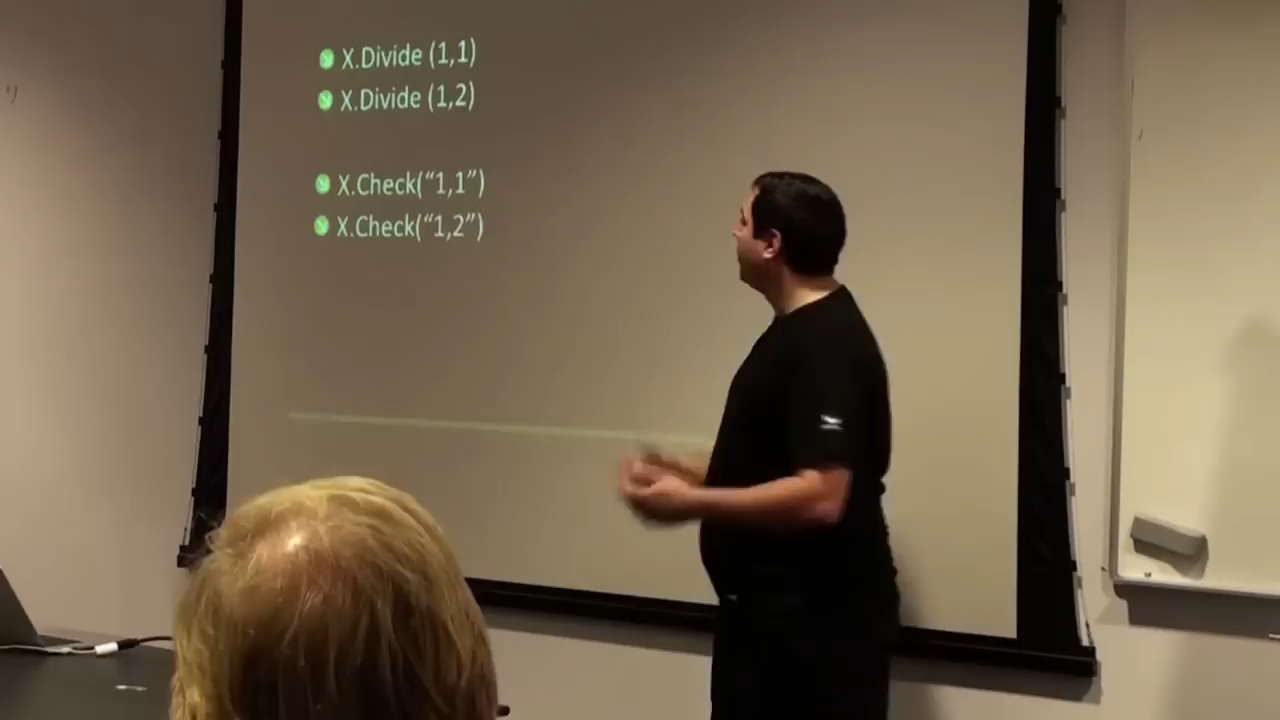 X.Divide (1,1)
X.Divide (1,2)
X.Check(“1,1”)
X.Check(“1,2”)